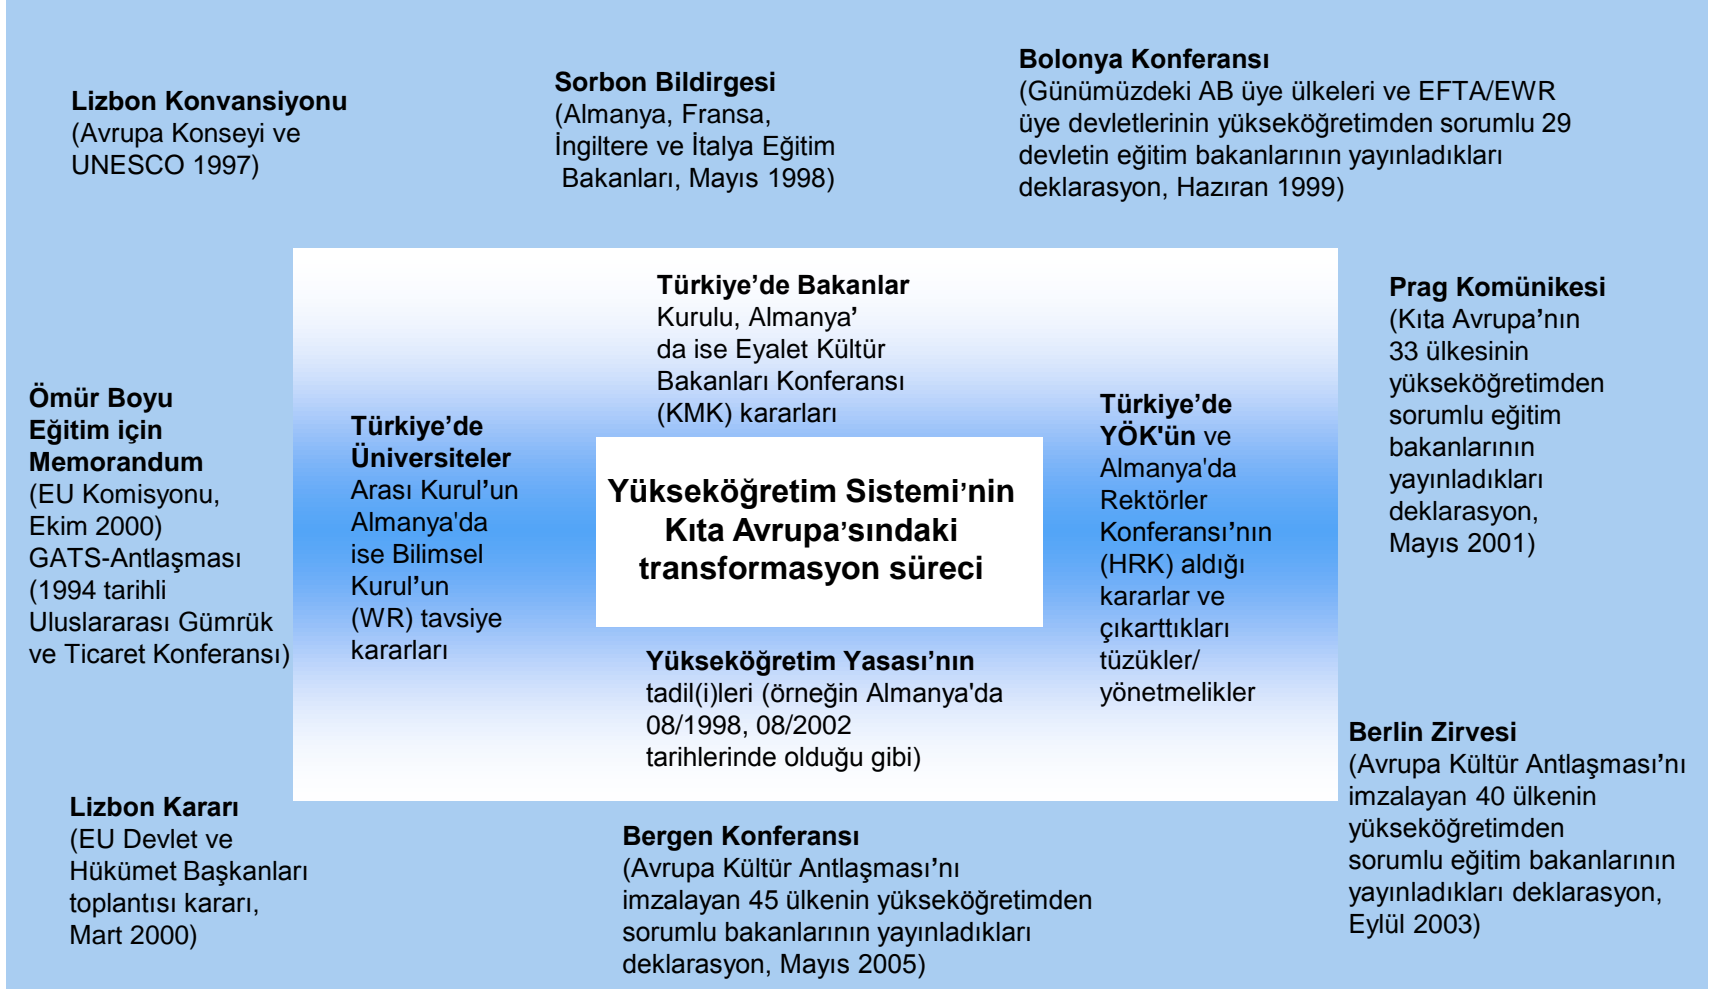 Lizbon Konvansiyonu
(Avrupa Konseyi ve
UNESCO 1997)
Sorbon Bildirgesi
(Almanya, Fransa,
İngiltere ve İtalya Eğitim
Bakanları, Mayıs 1998)
Bolonya Konferansı
(Günümüzdeki AB üye ülkeleri ve EFTA/EWR
üye devletlerinin yükseköğretimden sorumlu 29
devletin eğitim bakanlarının yayınladıkları
deklarasyon, Haziran 1999)
Ömür Boyu
Eğitim için
Memorandum
(EU Komisyonu,
Ekim 2000)
GATS-Antlaşması
(1994 tarihli
Uluslararası Gümrük
ve Ticaret Konferansı)
Türkiye’de
Üniversiteler
Arası Kurul'un
Almanya'da
ise Bilimsel
Kurul'un
(WR) tavsiye
kararları
Türkiye’de Bakanlar
Kurulu, Almanya'
da ise Eyalet Kültür
Bakanları Konferansı
(KMK) kararları
Yükseköğretim Sistemi’nin
Kıta Avrupa’sındaki
transformasyon süreci
Yükseköğretim Yasası’nın
tadil(i)leri (örneğin Almanya'da
08/1998, 08/2002
tarihlerinde olduğu gibi)
Türkiye’de
YÖK'ün ve
Almanya'da
Rektörler
Konferansı'nın
(HRK) aldığı
kararlar ve
çıkarttıkları
tüzükler/
yönetmelikler
Prag Komünikesi
(Kıta Avrupa'nın
33 ülkesinin
yükseköğretimden
sorumlu eğitim
bakanlarının
yayınladıkları
deklarasyon,
Mayıs 2001)
Lizbon Kararı
(EU Devlet ve
Hükümet Başkanları
toplantısı kararı,
Mart 2000)
Bergen Konferansı
(Avrupa Kültür Antlaşması'nı
imzalayan 45 ülkenin yükseköğretimden
sorumlu bakanlarının yayınladıkları
deklarasyon, Mayıs 2005)
Berlin Zirvesi
(Avrupa Kültür Antlaşması'nı
imzalayan 40 ülkenin
yükseköğretimden
sorumlu eğitim bakanlarının
yayınladıkları deklarasyon,
Eylül 2003)